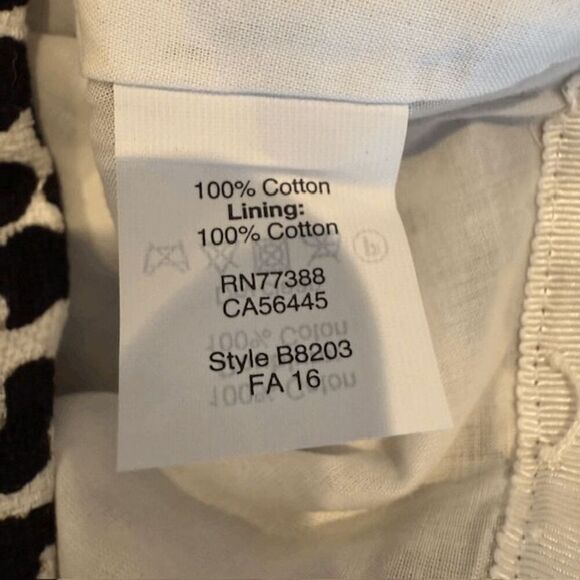 100% Cotton
Lining:
100% Cotton
RN77388
CA56445
Style B8203
FA 16